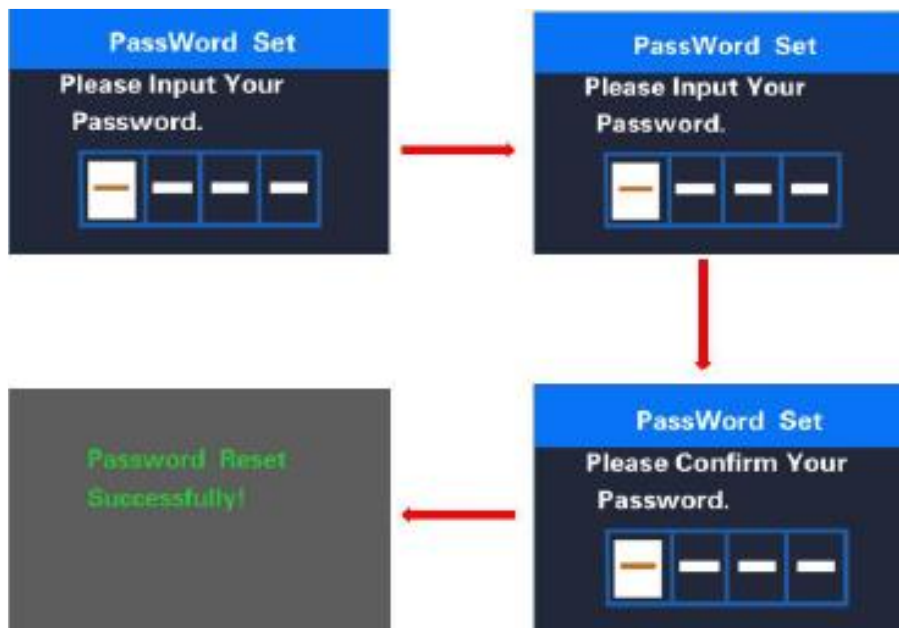 PassWord Set
Please Input Your
Password.
PassWord Set
Please Input Your
Password.
PassWord Set
Please Confirm Your
Password.
Password Reset
Successfully!